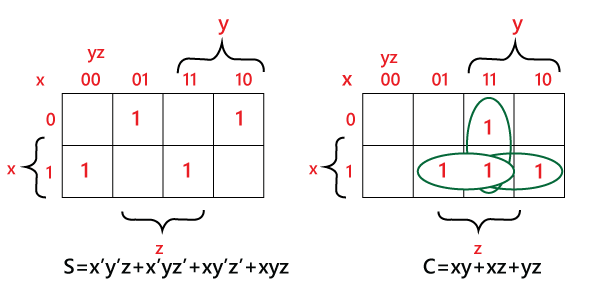 y
yz
x 00 01 11 10
0 1 1
x 1 1 1
z
S=x'y'z+x'yz'+xy'z'+xyz
y
yz
x 00 01 11 10
0 1
x 1 1 1 1
z
C=xy+xz+yz